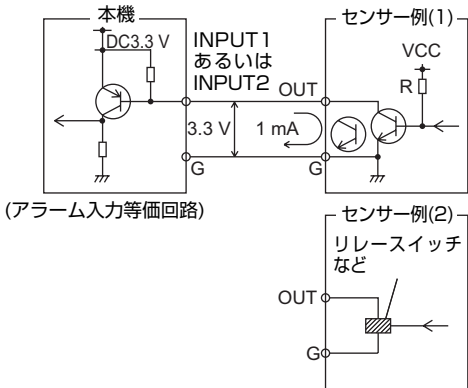 本機
DC3.3 V
INPUT1
あるいは
INPUT2
3.3 V
1 mA
G
(アラーム入力等価回路)
センサー例(1)
VCC
R
OUT
G
センサー例(2)
リレースイッチ
など
OUT
G